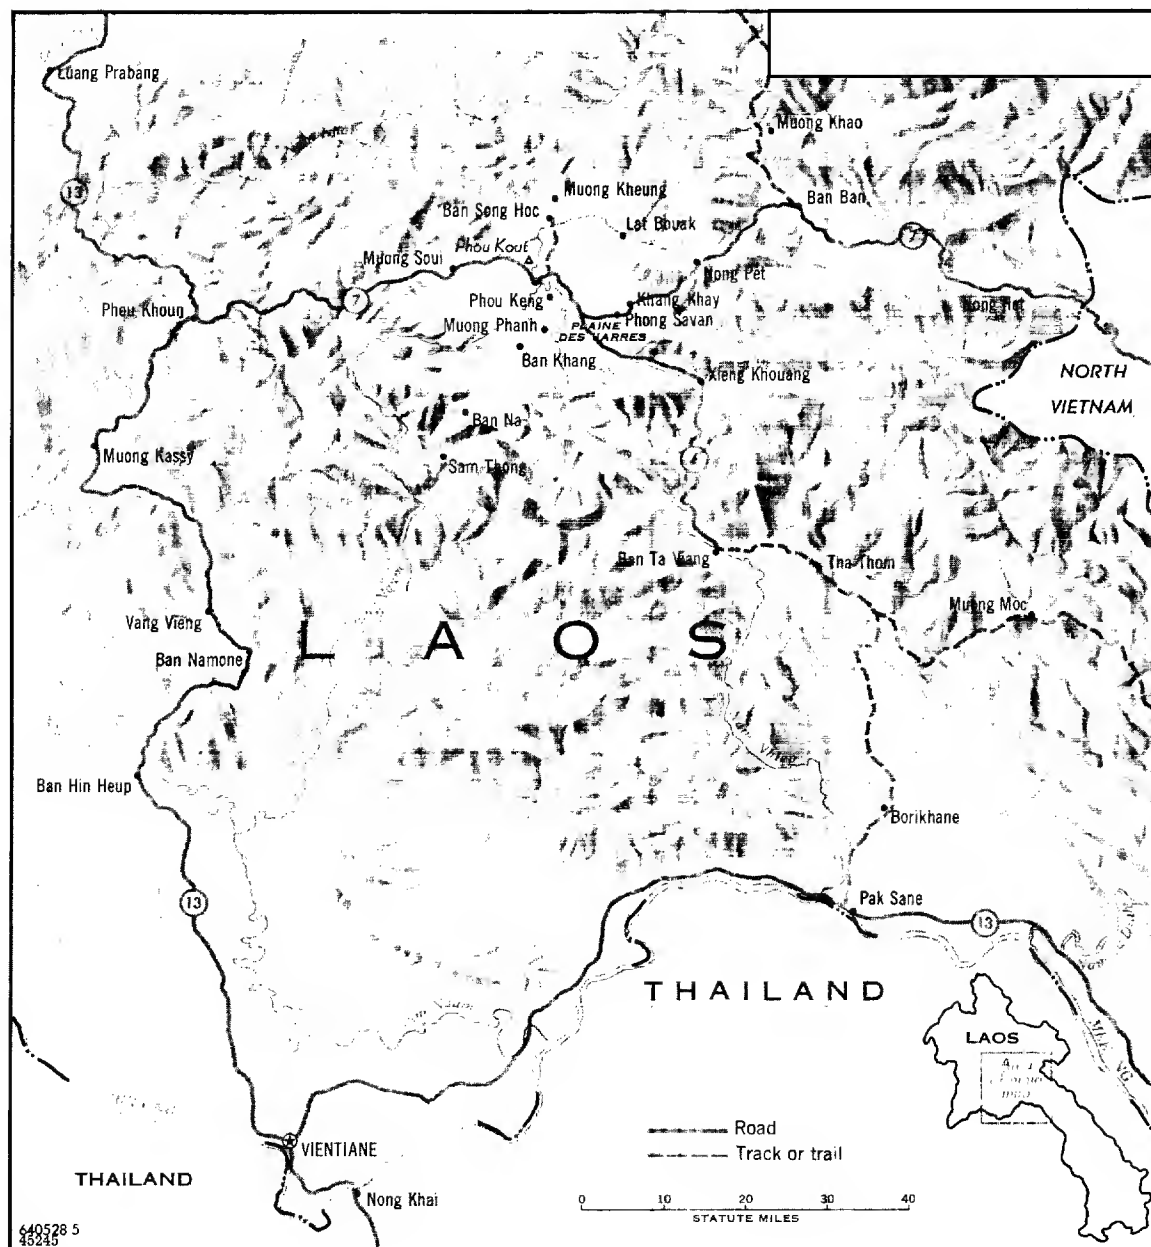 Luang Prabang
Muong Khao
13
Muong Kheung
Ban Ban
Ban Song Hoc
Lat Bouak
Phou Kout
7
Muong Soui
Nong Pet
7
Phou Keng
Khang Khay
Nong Het
Pheu Khoun
Muong Phanh
Phong Savan
PLAINE
DES JARRES
Ban Khang
Xieng Khouang
NORTH
VIETNAM
Ban Na
Muong Kassy
Sam Thong
4
Ban Ta Viang
Tha Thom
Muong Moc
Vang Vieng
LAOS
Ban Namone
Ban Hin Heup
Borikhane
13
Pak Sane
13
THAILAND
LAOS
Road
Track or trail
VIENTIANE
THAILAND
Nong Khai
0 10 20 30 40
STATUTE MILES
640528 5
45245